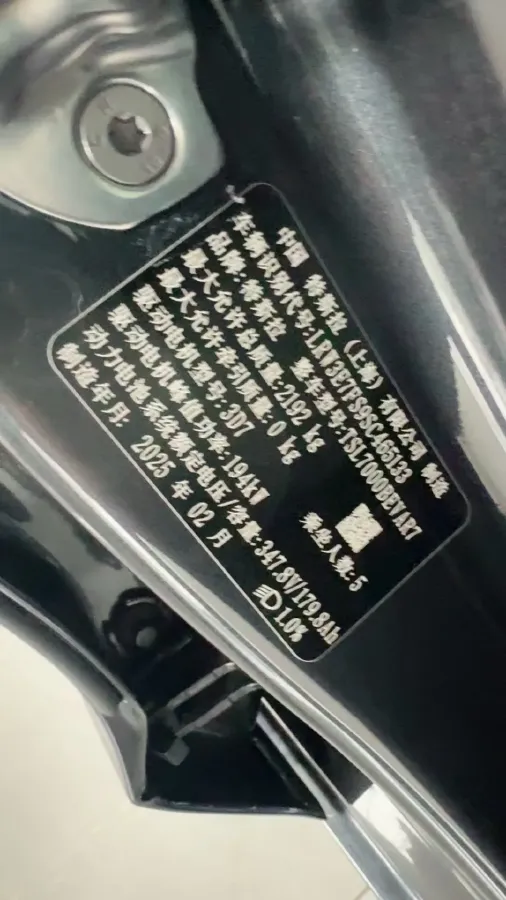 中国 特斯拉（上海）有限公司 制造
车辆识别代号:LRW3E7FS9SC465133
品牌:特斯拉 整车型号:TSL7000BEVAR7
最大允许总质量:2192 kg
最大允许牵引质量:0 kg
驱动电机型号:3D7 乘坐人数:5
驱动电机峰值功率:194kW
动力电池系统额定电压/容量:347.8V/179.8Ah
制造年月: 2025 年 02 月 1.0%